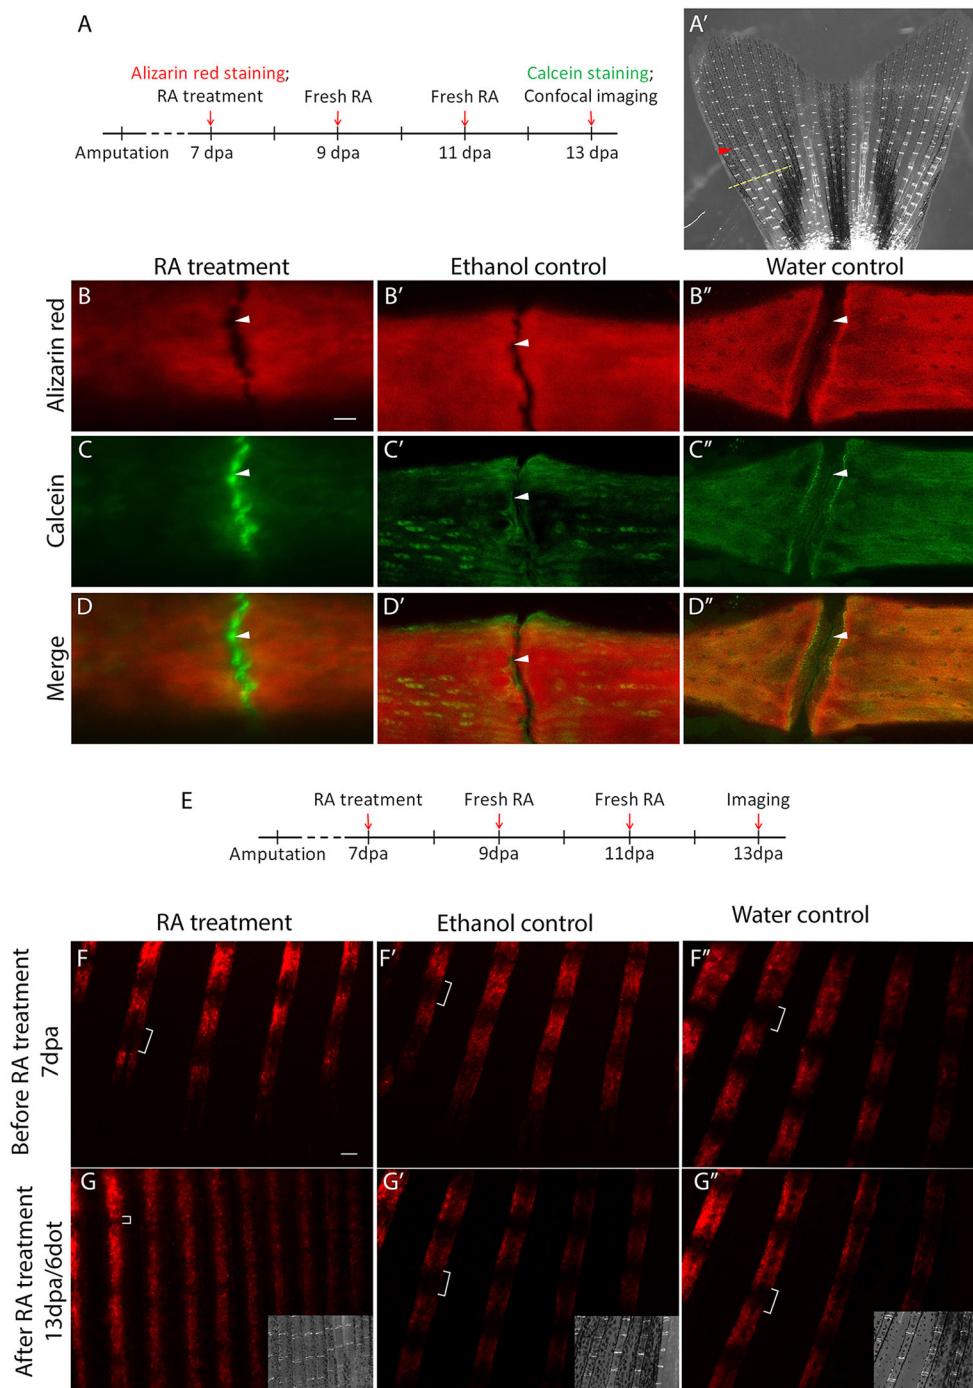 A
A′
Alizarin red staining;
RA treatment
Fresh RA
Fresh RA
Calcein staining;
Confocal imaging
Amputation
7 dpa
9 dpa
11 dpa
13 dpa
RA treatment
Ethanol control
Water control
Alizarin red
B
B′
B″
Calcein
C
C′
C″
Merge
D
D′
D″
E
RA treatment
Fresh RA
Fresh RA
Imaging
Amputation
7dpa
9dpa
11dpa
13dpa
RA treatment
Ethanol control
Water control
Before RA treatment
7dpa
F
F′
F″
After RA treatment
13dpa/6dot
G
G′
G″